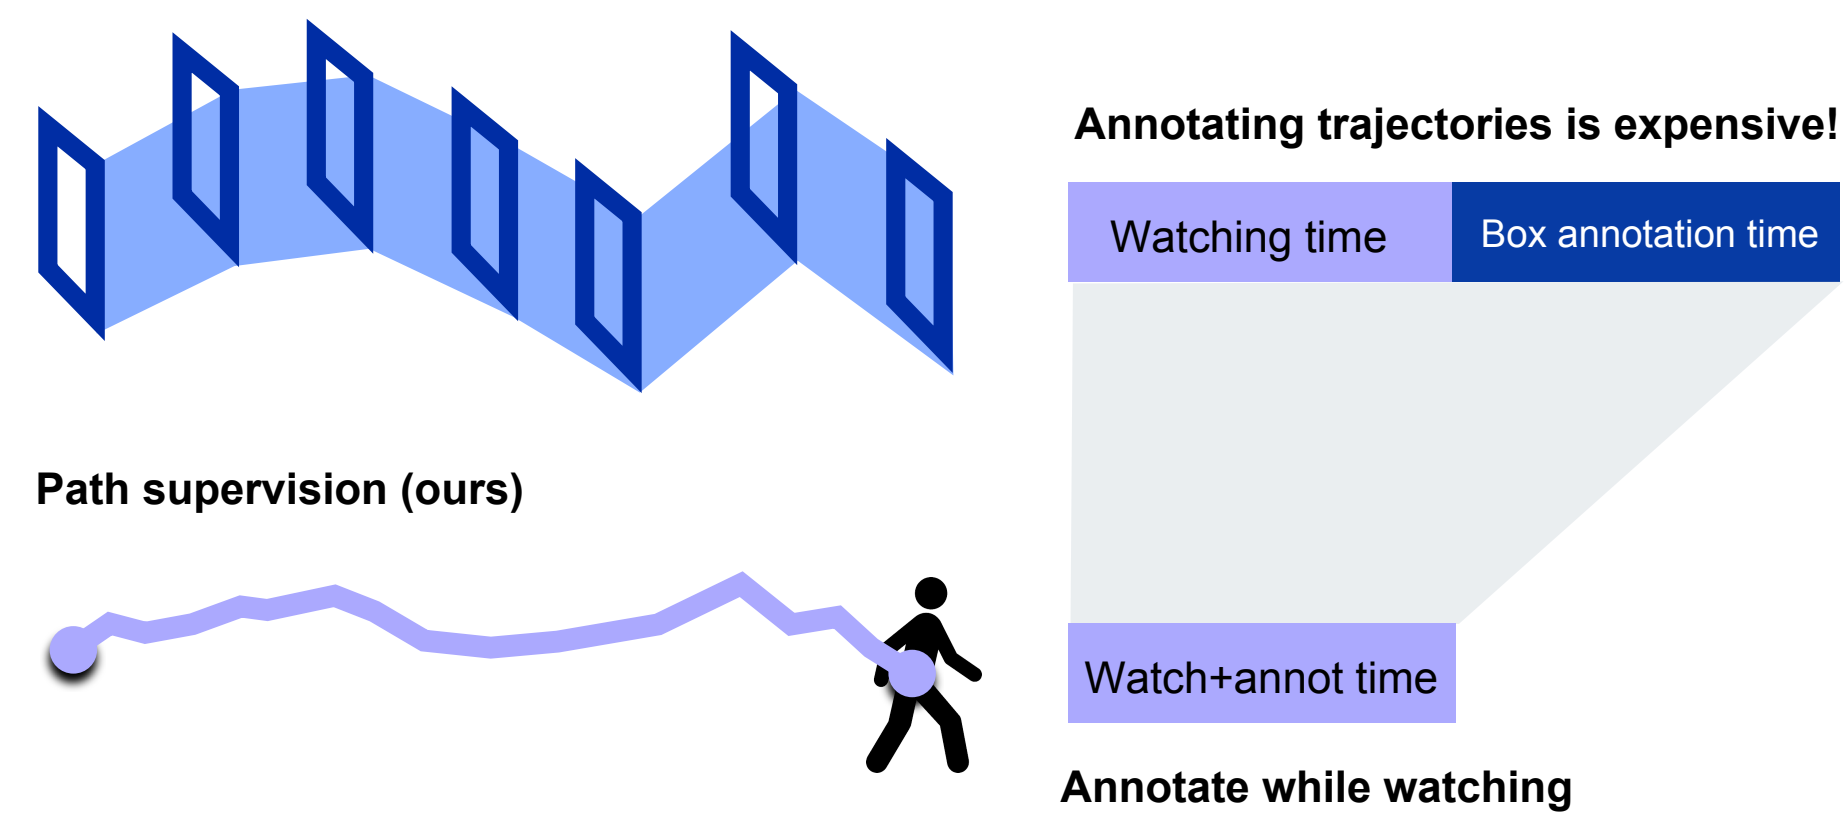 Annotating trajectories is expensive!
Watching time
Box annotation time
Path supervision (ours)
Watch+annot time
Annotate while watching